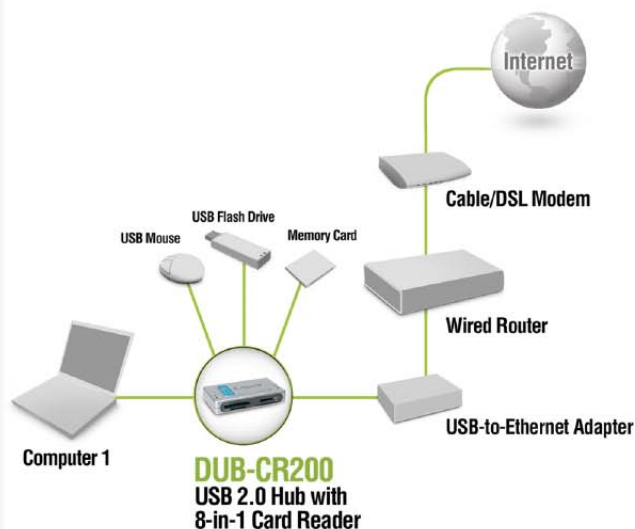 Internet
Cable/DSL Modem
USB Flash Drive
USB Mouse
Memory Card
Wired Router
USB-to-Ethernet Adapter
Computer 1
DUB-CR200
USB 2.0 Hub with
8-in-1 Card Reader